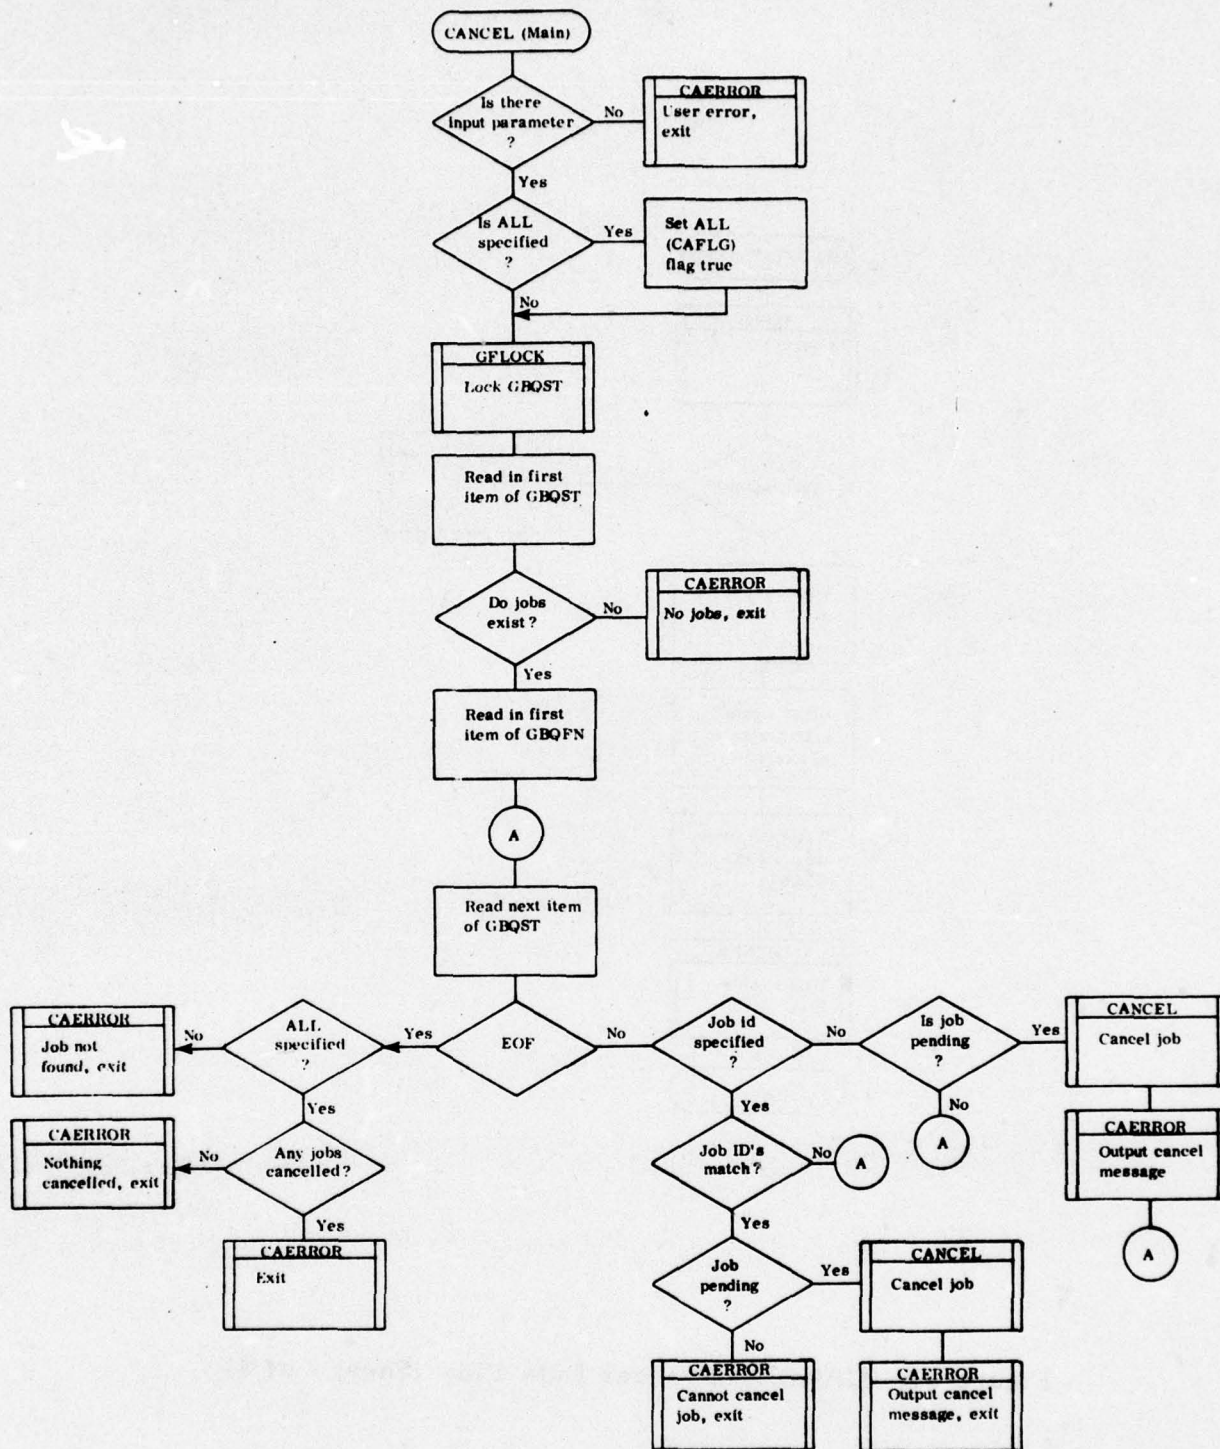 CANCEL (Main)
Is there
input parameter
?
No
CAERROR
User error,
exit
Yes
Is ALL
specified
?
Yes
Set ALL
(CAFLG)
flag true
No
GFLOCK
Lock GBQST
Read in first
item of GBQST
Do jobs
exist?
No
CAERROR
No jobs, exit
Yes
Read in first
item of GBQFN
A
Read next item
of GBQST
CAERROR
Job not
found, exit
No
ALL
specified
?
Yes
EOF
No
Job id
specified
?
No
Is job
pending
?
Yes
CANCEL
Cancel job
Yes
Yes
No
A
CAERROR
Nothing
cancelled, exit
No
Any jobs
cancelled?
Job ID's
match?
No
A
CAERROR
Output cancel
message
A
Yes
CAERROR
Exit
Yes
Job
pending
?
Yes
CANCEL
Cancel job
No
CAERROR
Cannot cancel
job, exit
CAERROR
Output cancel
message, exit